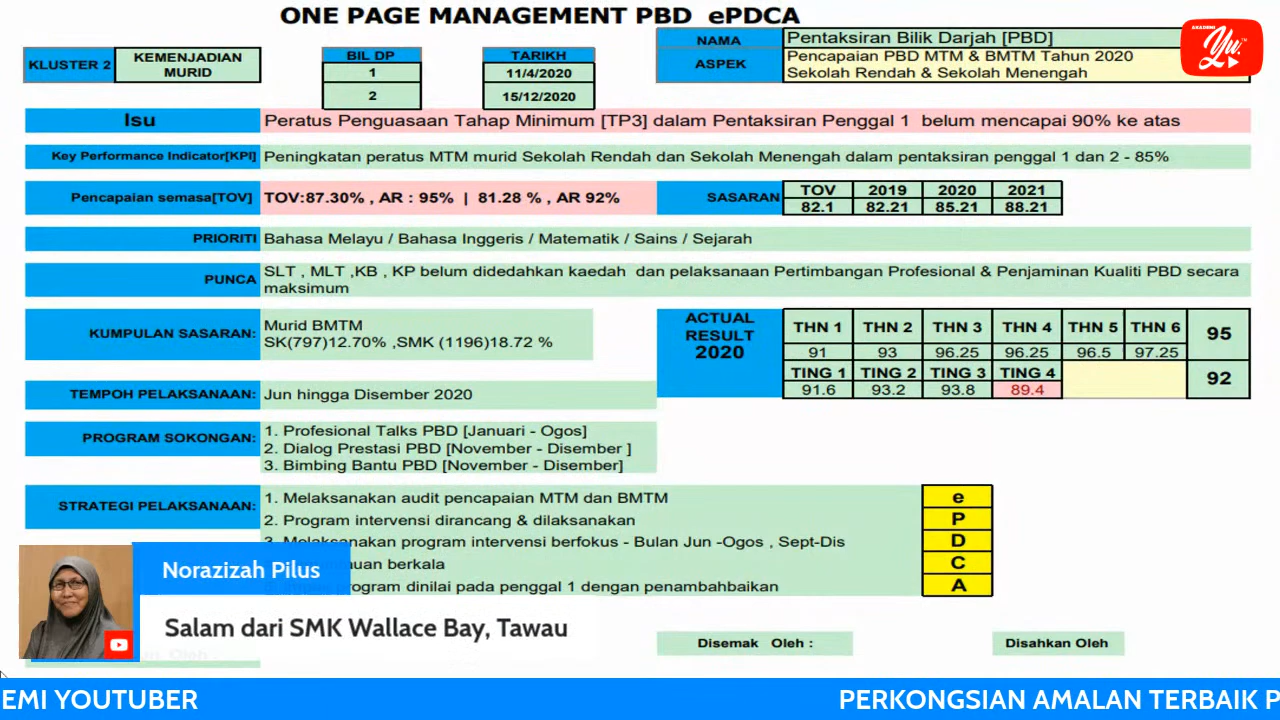 ONE PAGE MANAGEMENT PBD ePDCA
KLUSTER 2
KEMENJADIAN
MURID
BIL DP
1
2
TARIKH
11/4/2020
15/12/2020
NAMA
Pentaksiran Bilik Darjah [PBD]
ASPEK
Pencapaian PBD MTM & BMTM Tahun 2020
Sekolah Rendah & Sekolah Menengah
AKADEMI
Yu.
Isu
Peratus Penguasaan Tahap Minimum [TP3] dalam Pentaksiran Penggal 1 belum mencapai 90% ke atas
Key Performance Indicator[KPI]
Peningkatan peratus MTM murid Sekolah Rendah dan Sekolah Menengah dalam pentaksiran penggal 1 dan 2 - 85%
Pencapaian semasa[TOV]
TOV:87.30% , AR : 95% | 81.28 % , AR 92%
SASARAN
TOV 2019 2020 2021
82.1 82.21 85.21 88.21
PRIORITI
Bahasa Melayu / Bahasa Inggeris / Matematik / Sains / Sejarah
PUNCA
SLT , MLT ,KB , KP belum didedahkan kaedah dan pelaksanaan Pertimbangan Profesional & Penjaminan Kualiti PBD secara
maksimum
KUMPULAN SASARAN:
Murid BMTM
SK(797)12.70% ,SMK (1196)18.72 %
ACTUAL
RESULT
2020
THN 1 THN 2 THN 3 THN 4 THN 5 THN 6 95
91 93 96.25 96.25 96.5 97.25
TING 1 TING 2 TING 3 TING 4 92
91.6 93.2 93.8 89.4
TEMPOH PELAKSANAAN:
Jun hingga Disember 2020
PROGRAM SOKONGAN:
1. Profesional Talks PBD [Januari - Ogos]
2. Dialog Prestasi PBD [November - Disember ]
3. Bimbing Bantu PBD [November - Disember]
STRATEGI PELAKSANAAN:
1. Melaksanakan audit pencapaian MTM dan BMTM
2. Program intervensi dirancang & dilaksanakan
3. Melaksanakan program intervensi berfokus - Bulan Jun -Ogos , Sept-Dis
berkala
program dinilai pada penggal 1 dengan penambahbaikan
e
P
D
C
A
Norazizah Pilus
Salam dari SMK Wallace Bay, Tawau
Disemak Oleh :
Disahkan Oleh
EMI YOUTUBER
PERKONGSIAN AMALAN TERBAIK P